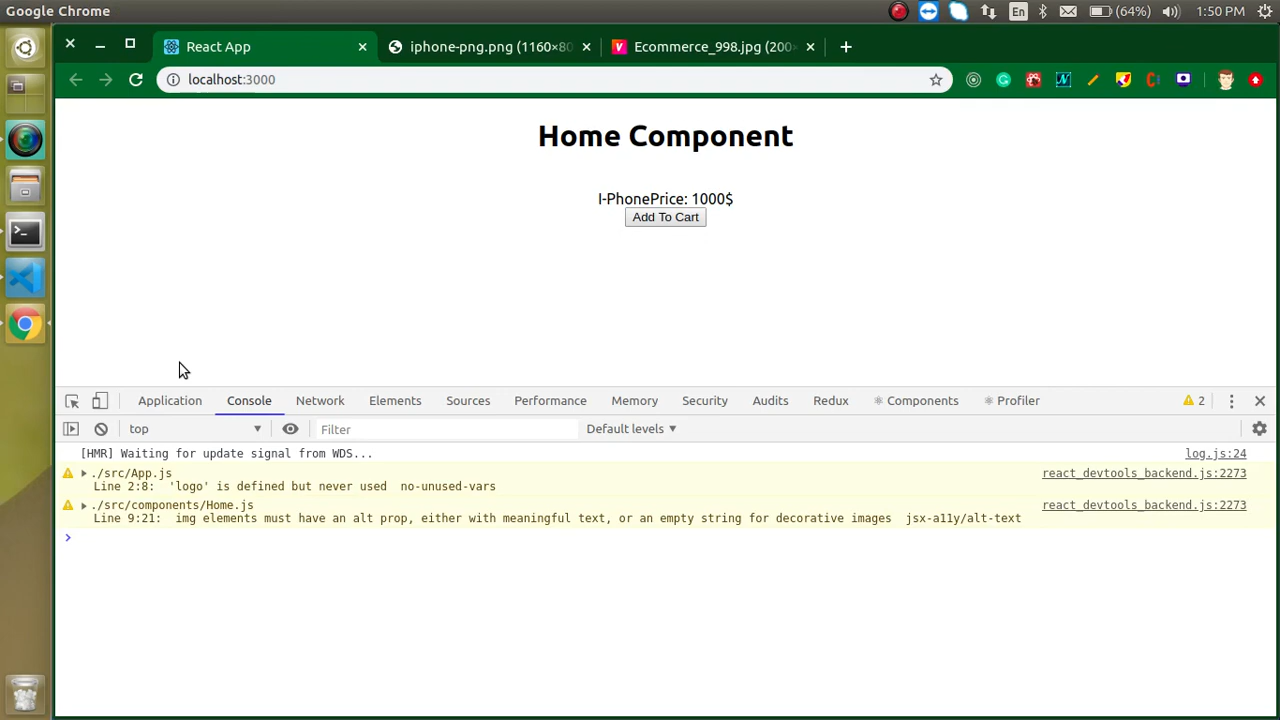 Google Chrome
En
(64%)
1:50 PM
React App
iphone-png.png (1160×80
Ecommerce_998.jpg (200×
localhost:3000
Home Component
I-PhonePrice: 1000$
Add To Cart
Application
Console
Network
Elements
Sources
Performance
Memory
Security
Audits
Redux
Components
Profiler
2
top
Filter
Default levels
[HMR] Waiting for update signal from WDS...
log.js:24
./src/App.js
react_devtools_backend.js:2273
Line 2:8: 'logo' is defined but never used no-unused-vars
./src/components/Home.js
react_devtools_backend.js:2273
Line 9:21: img elements must have an alt prop, either with meaningful text, or an empty string for decorative images jsx-a11y/alt-text